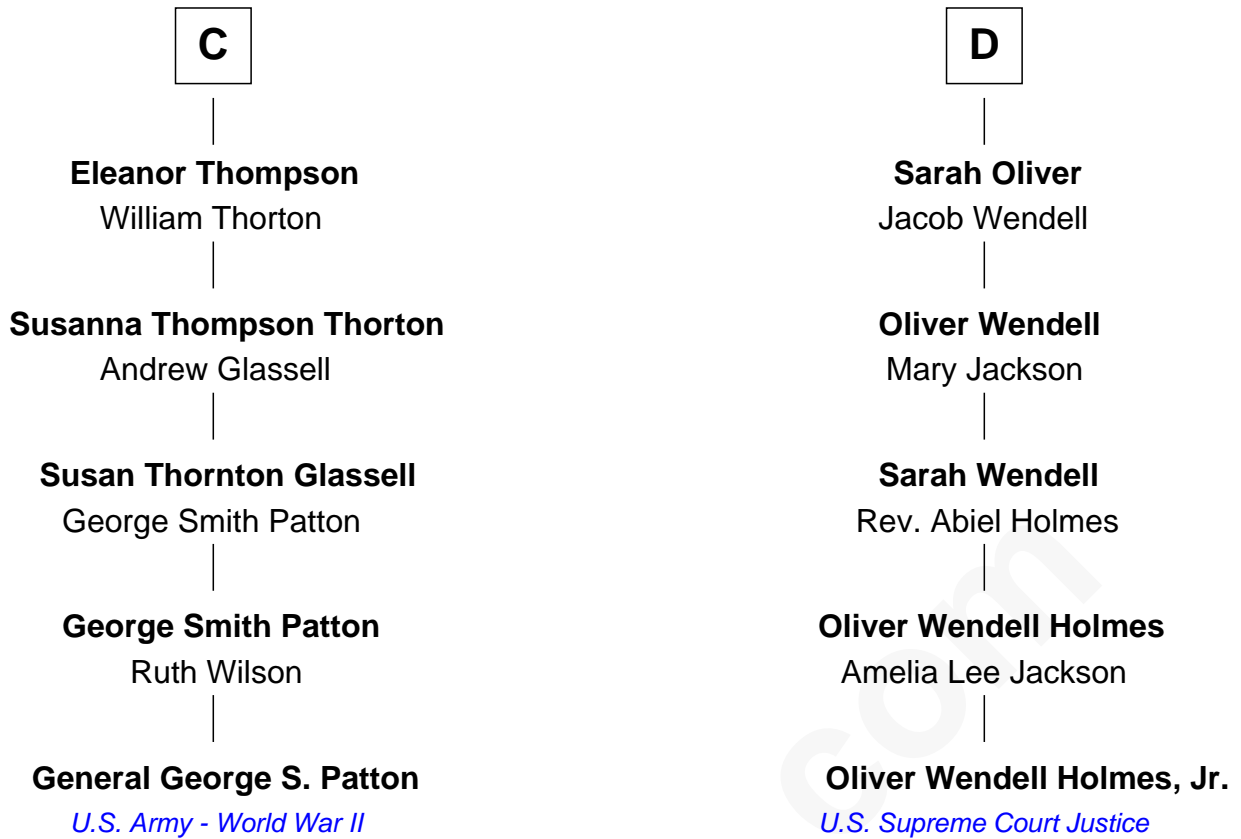 C
Eleanor Thompson
William Thorton
Susanna Thompson Thorton
Andrew Glassell
Susan Thornton Glassell
George Smith Patton
George Smith Patton
Ruth Wilson
General George S. Patton
U.S. Army - World War II
D
Sarah Oliver
Jacob Wendell
Oliver Wendell
Mary Jackson
Sarah Wendell
Rev. Abiel Holmes
Oliver Wendell Holmes
Amelia Lee Jackson
Oliver Wendell Holmes, Jr.
U.S. Supreme Court Justice
com